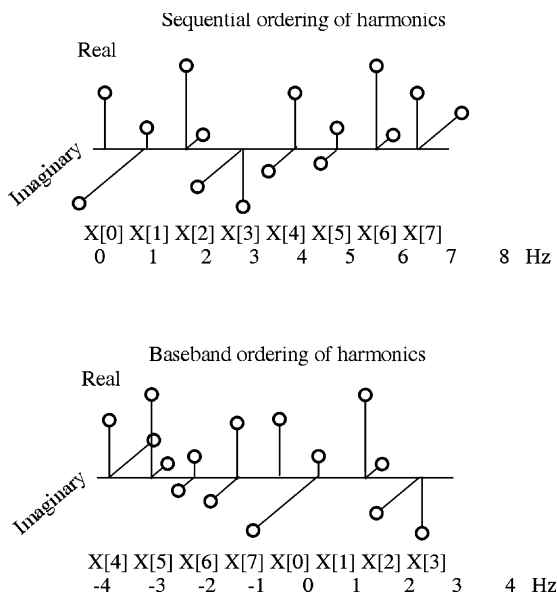 Sequential ordering of harmonics
Real
Imaginary
X[0] X[1] X[2] X[3] X[4] X[5] X[6] X[7]
0 1 2 3 4 5 6 7 8 Hz
Baseband ordering of harmonics
Real
Imaginary
X[4] X[5] X[6] X[7] X[0] X[1] X[2] X[3]
-4 -3 -2 -1 0 1 2 3 4 Hz